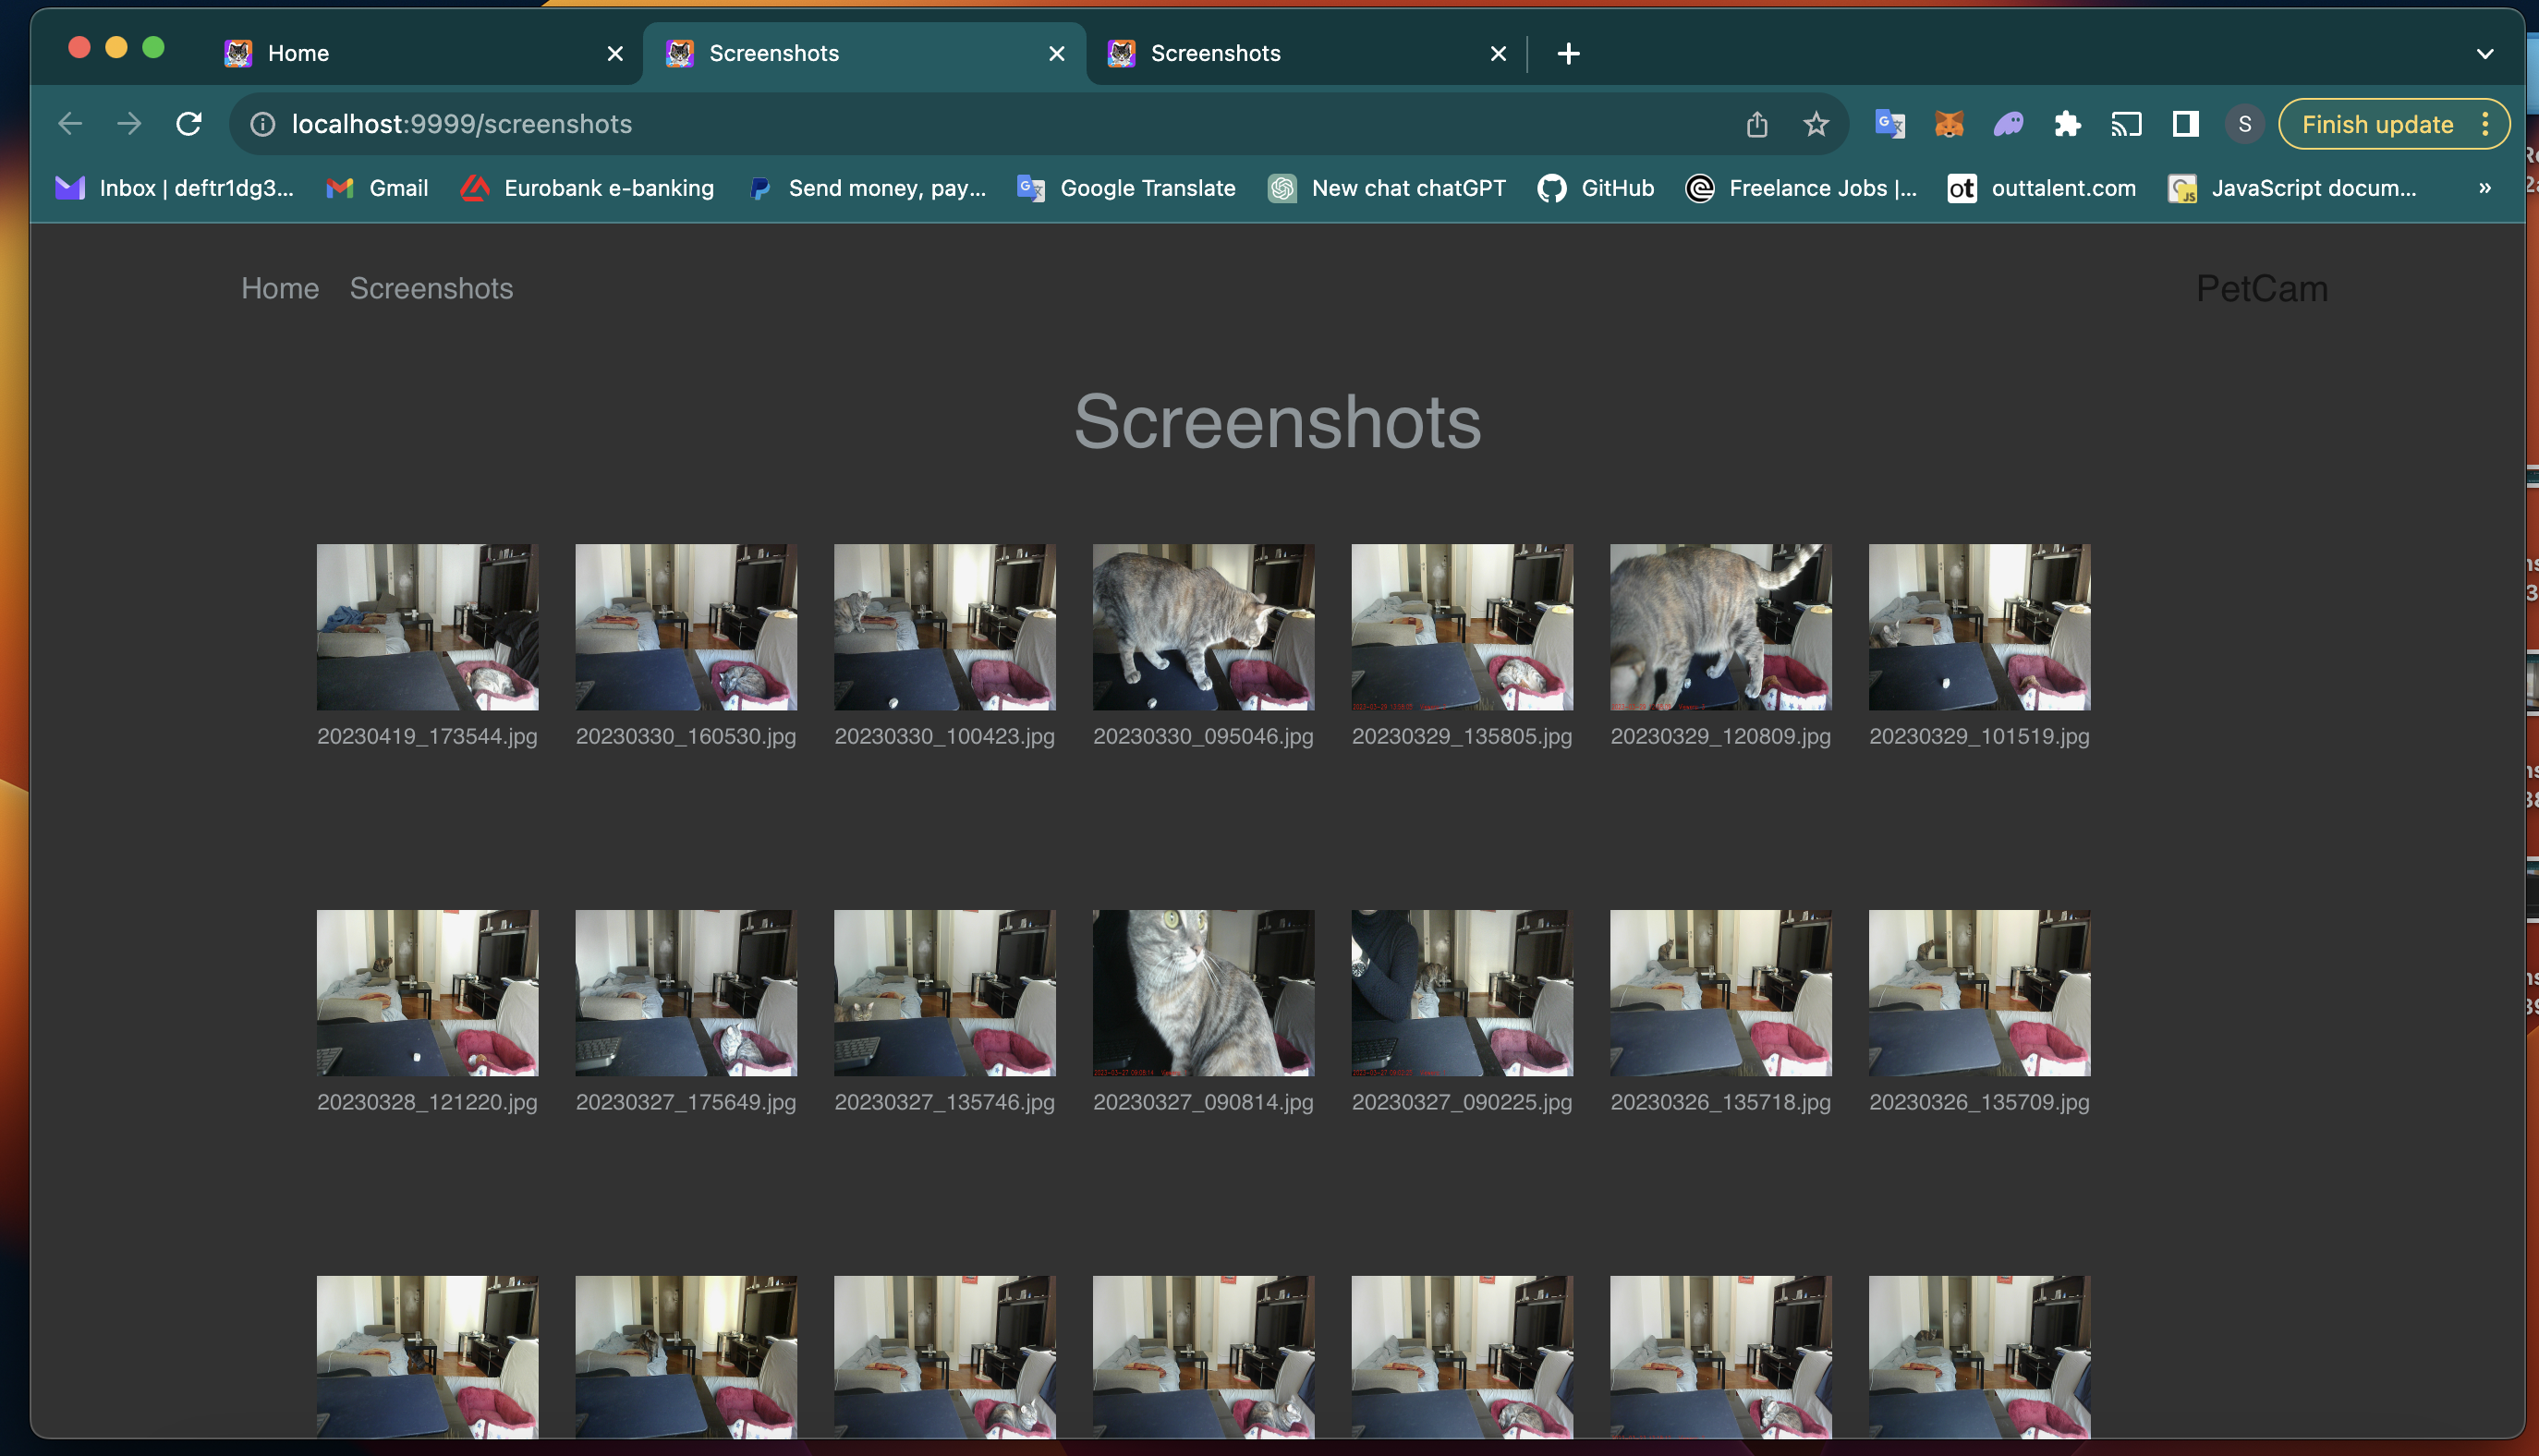 Home
Screenshots
Screenshots
localhost:9999/screenshots
S
Finish update
Inbox | deftr1dg3...
Gmail
Eurobank e-banking
Send money, pay...
Google Translate
New chat chatGPT
GitHub
Freelance Jobs |...
ot outtalent.com
JavaScript docum...
»
Home Screenshots
PetCam
Screenshots
20230419_173544.jpg
20230330_160530.jpg
20230330_100423.jpg
20230330_095046.jpg
20230329_135805.jpg
20230329_120809.jpg
20230329_101519.jpg
20230328_121220.jpg
20230327_175649.jpg
20230327_135746.jpg
20230327_090814.jpg
20230327_090225.jpg
20230326_135718.jpg
20230326_135709.jpg